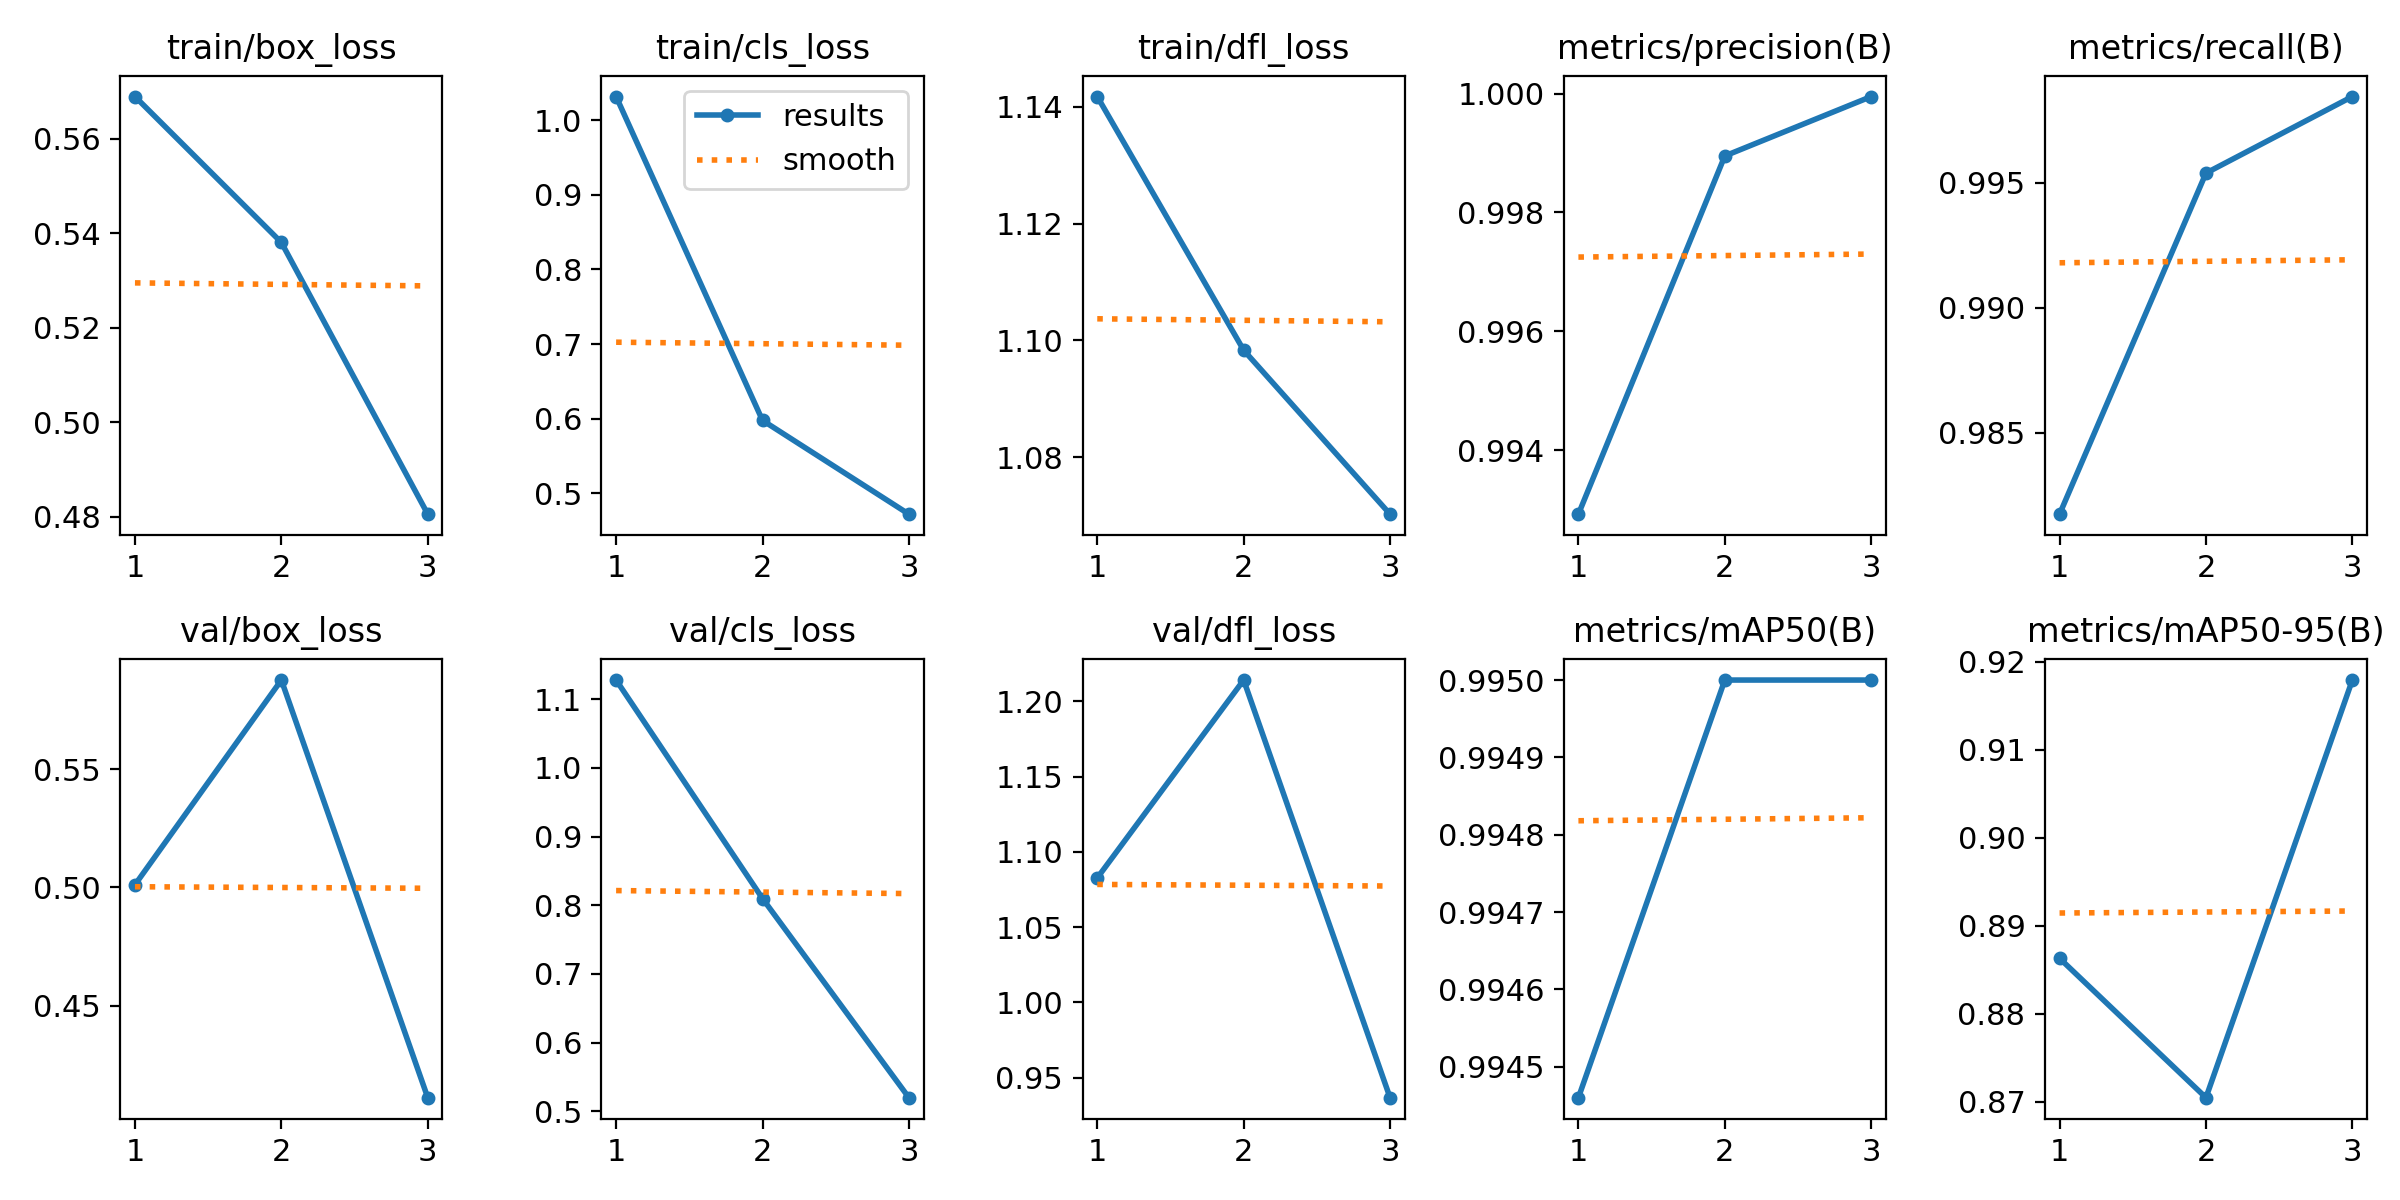 train/box_loss
0.56
0.54
0.52
0.50
0.48
1 2 3
train/cls_loss
1.0
0.9
0.8
0.7
0.6
0.5
1 2 3
results
smooth
train/dfl_loss
1.14
1.12
1.10
1.08
1 2 3
metrics/precision(B)
1.000
0.998
0.996
0.994
1 2 3
metrics/recall(B)
0.995
0.990
0.985
1 2 3
val/box_loss
0.55
0.50
0.45
1 2 3
val/cls_loss
1.1
1.0
0.9
0.8
0.7
0.6
0.5
1 2 3
val/dfl_loss
1.20
1.15
1.10
1.05
1.00
0.95
1 2 3
metrics/mAP50(B)
0.9950
0.9949
0.9948
0.9947
0.9946
0.9945
1 2 3
metrics/mAP50-95(B)
0.92
0.91
0.90
0.89
0.88
0.87
1 2 3